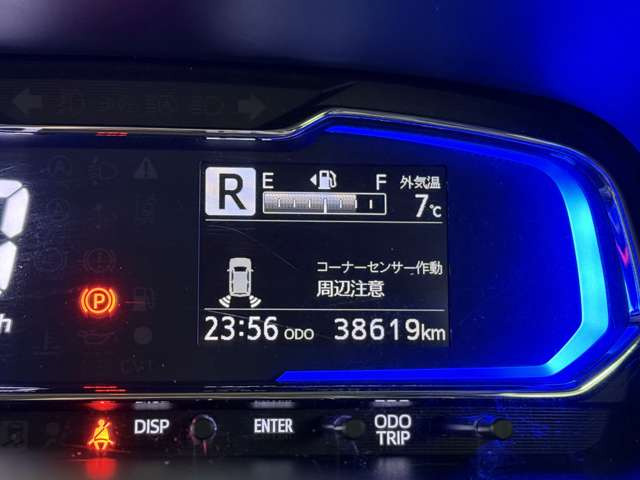 R E F 外気温
7℃
コーナーセンサー作動
周辺注意
23:56 ODO 38619km
h
P
DISP ENTER ODO
TRIP